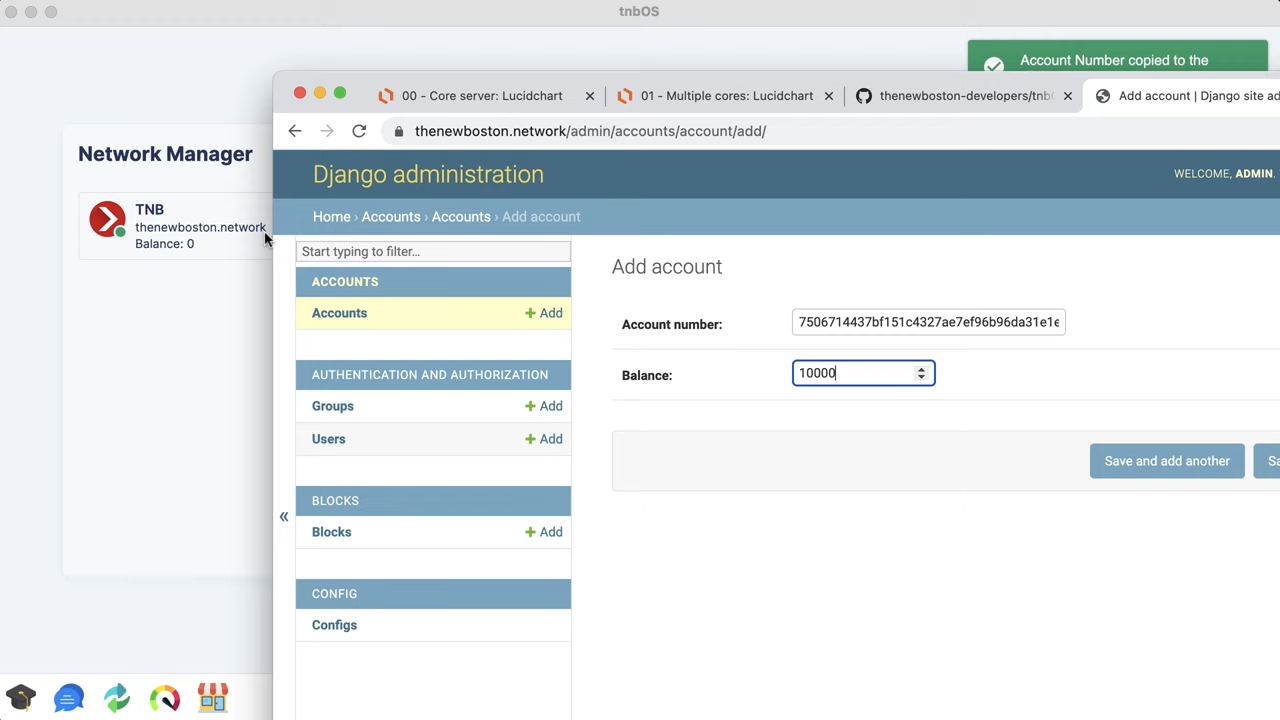 tnbOS
Account Number copied to the
00 - Core server: Lucidchart
01 - Multiple cores: Lucidchart
thenewboston-developers/tnbO
Add account | Django site ad
thenewboston.network/admin/accounts/account/add/
Network Manager
TNB
thenewboston.network
Balance: 0
Django administration
WELCOME, ADMIN.
Home › Accounts › Accounts › Add account
Start typing to filter...
ACCOUNTS
Accounts
+ Add
AUTHENTICATION AND AUTHORIZATION
Groups
+ Add
Users
+ Add
BLOCKS
Blocks
+ Add
CONFIG
Configs
«
Add account
Account number:
7506714437bf151c4327ae7ef96b96da31e1e
Balance:
10000
Save and add another
Sa